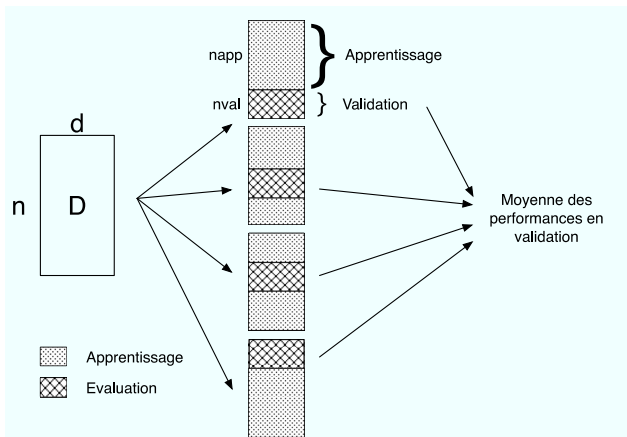 napp
Apprentissage
nval
Validation
d
n
D
Moyenne des
performances en
validation
Apprentissage
Evaluation